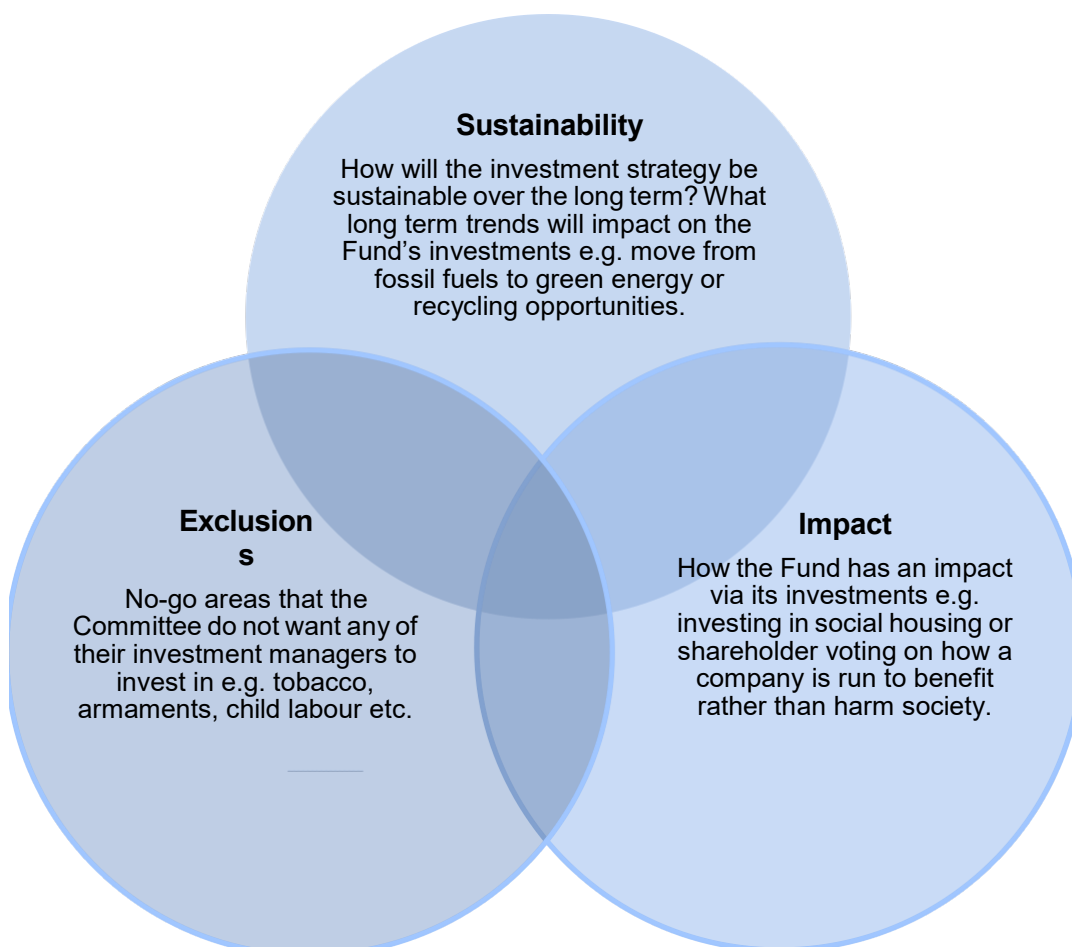 Sustainability
How will the investment strategy be
sustainable over the long term? What
long term trends will impact on the
Fund’s investments e.g. move from
fossil fuels to green energy or
recycling opportunities.
Exclusion
s
No-go areas that the
Committee do not want any of
their investment managers to
invest in e.g. tobacco,
armaments, child labour etc.
Impact
How the Fund has an impact
via its investments e.g.
investing in social housing or
shareholder voting on how a
company is run to benefit
rather than harm society.